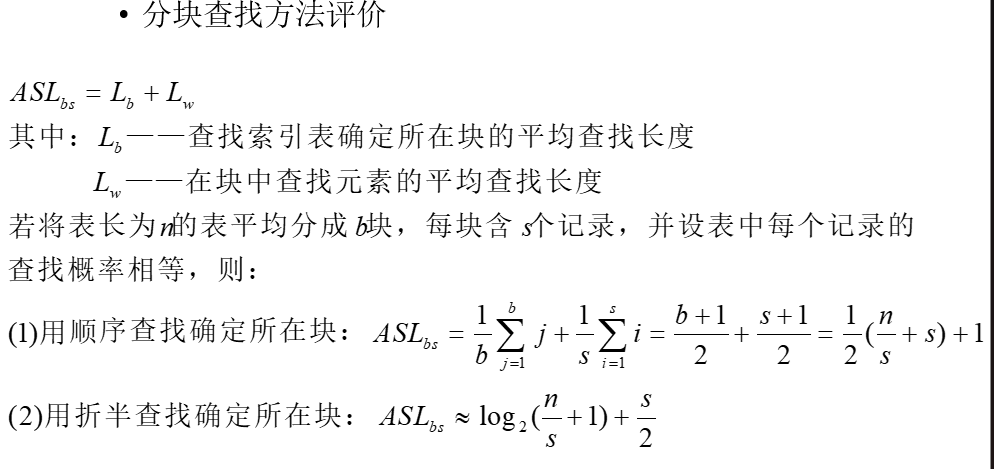 • 分块查找方法评价
ASL_{bs} = L_b + L_w
其中：L_b——查找索引表确定所在块的平均查找长度
L_w——在块中查找元素的平均查找长度
若将表长为n的表平均分成b块，每块含s个记录，并设表中每个记录的
查找概率相等，则：
(1)用顺序查找确定所在块：ASL_{bs} = \frac{1}{b}\sum_{j=1}^{b} j + \frac{1}{s}\sum_{i=1}^{s} i = \frac{b+1}{2} + \frac{s+1}{2} = \frac{1}{2}(\frac{n}{s} + s) + 1
(2)用折半查找确定所在块：ASL_{bs} ≈ \log_2(\frac{n}{s} + 1) + \frac{s}{2}